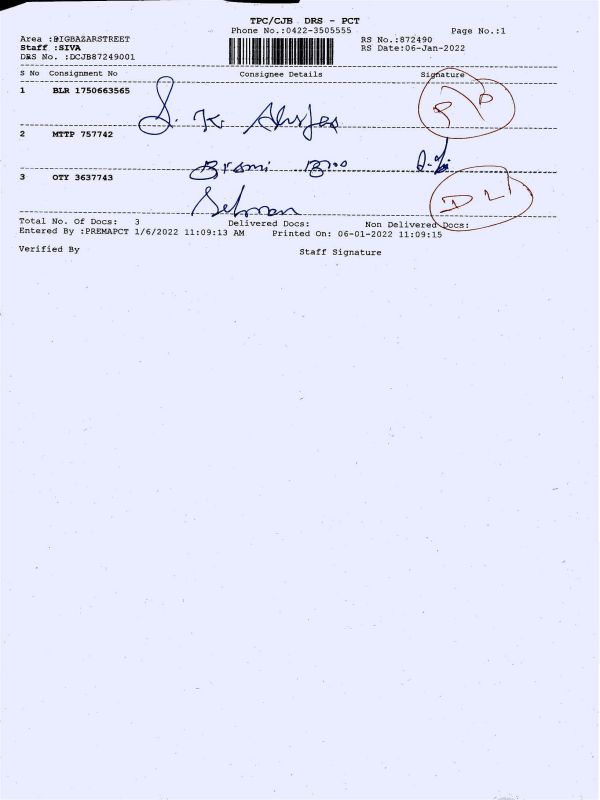 TPC/CJB DRS - PCT
Phone No.:0422-3505555
Page No.:1
Area :BIGBAZARSTREET
RS No.:872490
Staff :SIVA
RS Date:06-Jan-2022
DRS No. :DCJB87249001
S No Consignment No Consignee Details Signature
1 BLR 1750663565
S. K.
2 MTTP 757742
3 OTY 3637743
Selvan
Total No. Of Docs: 3 Delivered Docs: Non Delivered Docs:
Entered By :PREMAPCT 1/6/2022 11:09:13 AM Printed On: 06-01-2022 11:09:15
Verified By Staff Signature